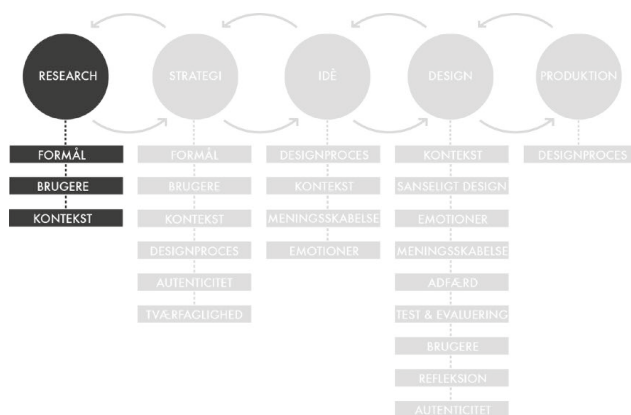 RESEARCH
STRATEGI
IDÈ
DESIGN
PRODUKTION
FORMÅL
BRUGERE
KONTEKST
FORMÅL
BRUGERE
KONTEKST
DESIGNPROCES
AUTENTICITET
TVÆRFAGLIGHED
DESIGNPROCES
KONTEKST
MENINGSSKABELSE
EMOTIONER
KONTEKST
SANSELIGT DESIGN
EMOTIONER
MENINGSSKABELSE
ADFÆRD
TEST & EVALUERING
BRUGERE
REFLEKSION
AUTENTICITET
DESIGNPROCES